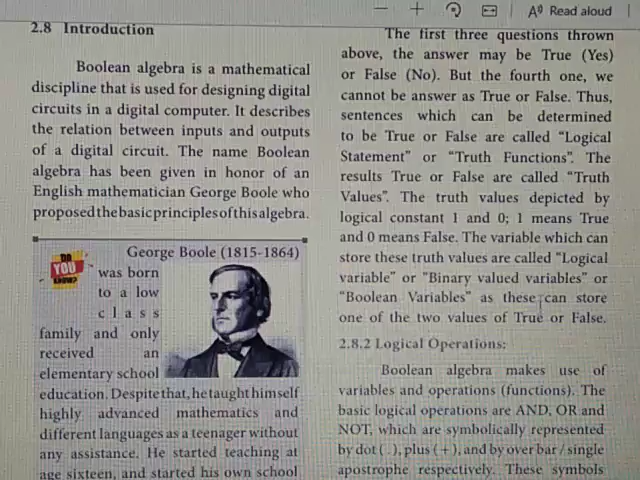 Read aloud
2.8 Introduction
Boolean algebra is a mathematical
discipline that is used for designing digital
circuits in a digital computer. It describes
the relation between inputs and outputs
of a digital circuit. The name Boolean
algebra has been given in honor of an
English mathematician George Boole who
proposed the basic principles of this algebra.
DO
YOU
KNOW?
George Boole (1815-1864)
was born
to a low
class
family and only
received an
elementary school
education. Despite that, he taught himself
highly advanced mathematics and
different languages as a teenager without
any assistance. He started teaching at
age sixteen, and started his own school
The first three questions thrown
above, the answer may be True (Yes)
or False (No). But the fourth one, we
cannot be answer as True or False. Thus,
sentences which can be determined
to be True or False are called “Logical
Statement” or “Truth Functions”. The
results True or False are called “Truth
Values”. The truth values depicted by
logical constant 1 and 0; 1 means True
and 0 means False. The variable which can
store these truth values are called “Logical
variable” or “Binary valued variables” or
“Boolean Variables” as these can store
one of the two values of True or False.
2.8.2 Logical Operations:
Boolean algebra makes use of
variables and operations (functions). The
basic logical operations are AND, OR and
NOT, which are symbolically represented
by dot ( . ), plus ( + ), and by over bar / single
apostrophe respectively. These symbols